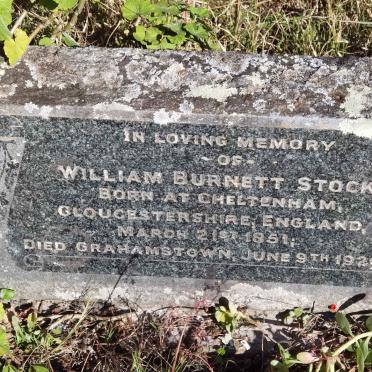 IN LOVING MEMORY
- OF -
WILLIAM BURNETT STOCK
BORN AT CHELTENHAM,
GLOUCESTERSHIRE, ENGLAND,
MARCH 21ST 1851,
DIED GRAHAMSTOWN, JUNE 9TH